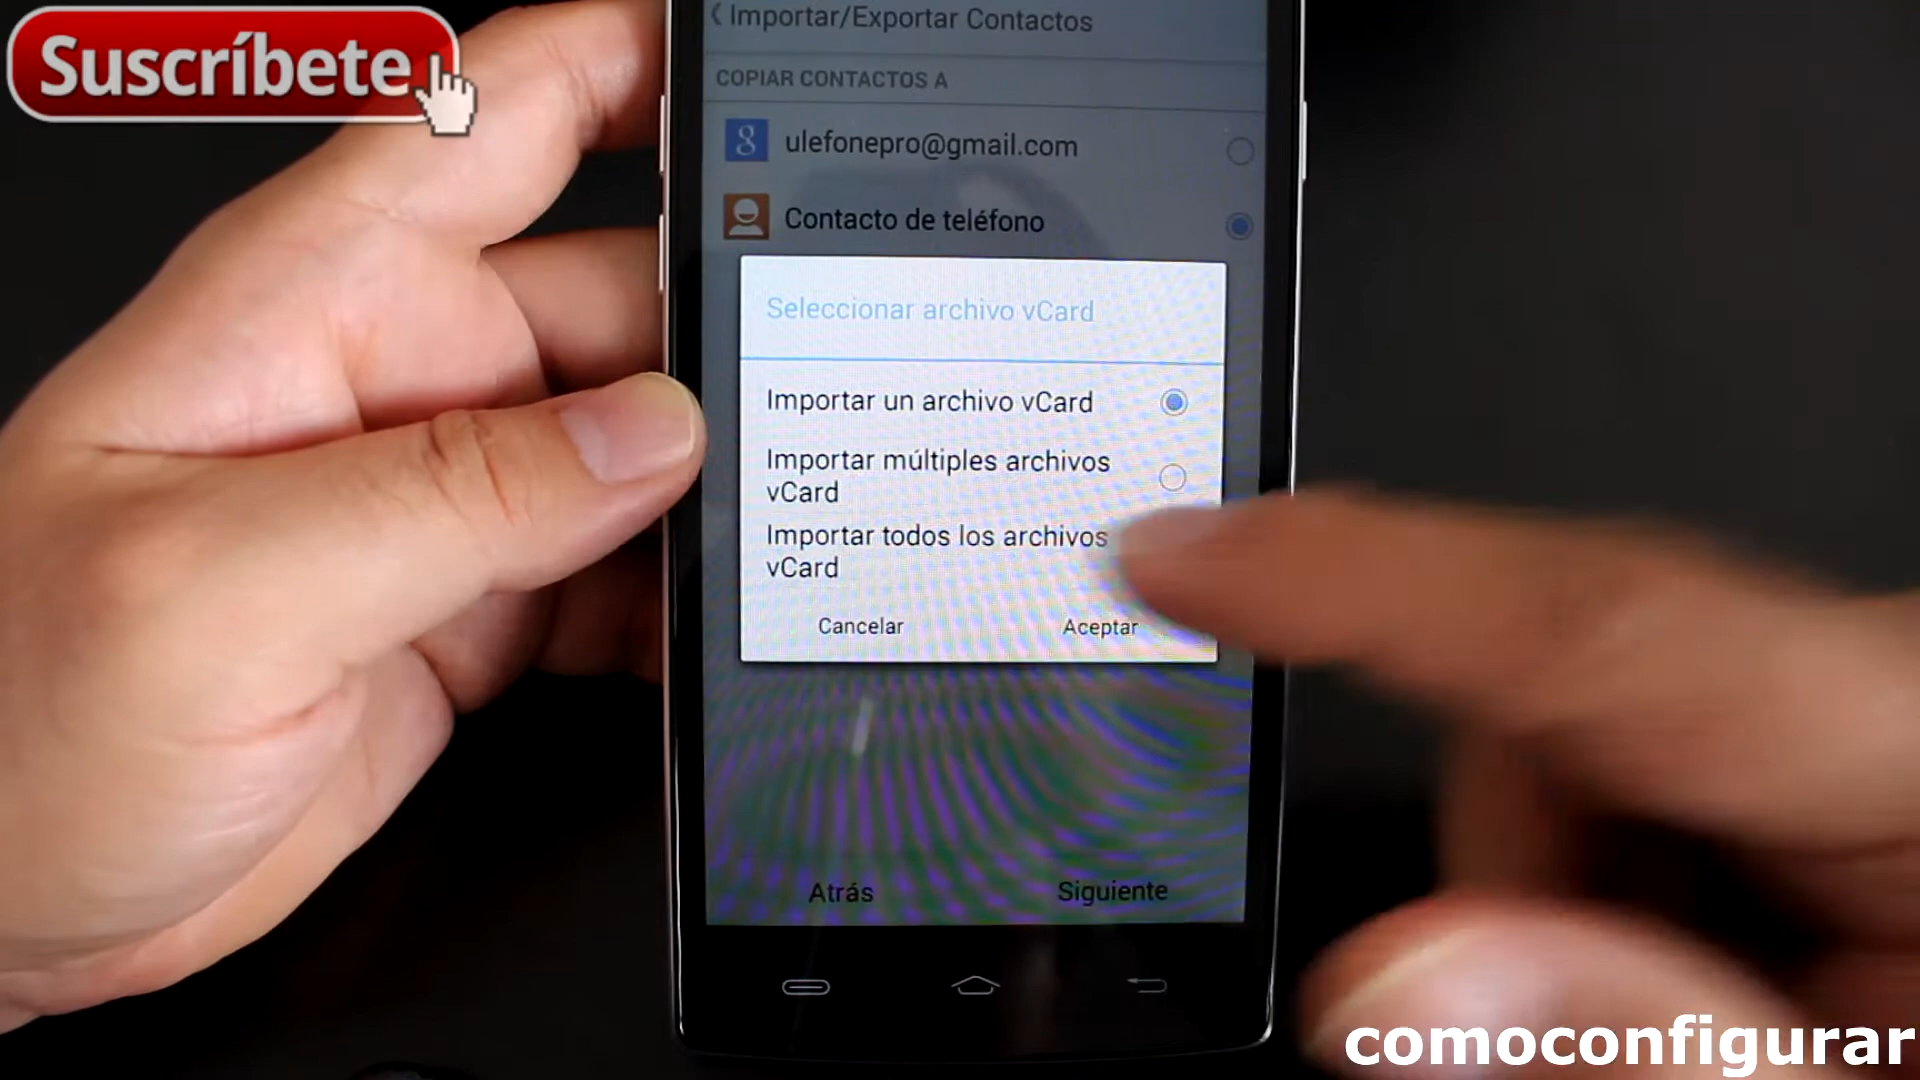 Suscríbete
Importar/Exportar Contactos
COPIAR CONTACTOS A
ulefonepro@gmail.com
Contacto de teléfono
Seleccionar archivo vCard
Importar un archivo vCard
Importar múltiples archivos
vCard
Importar todos los archivos
vCard
Cancelar Aceptar
Atrás Siguiente
comoconfigurar